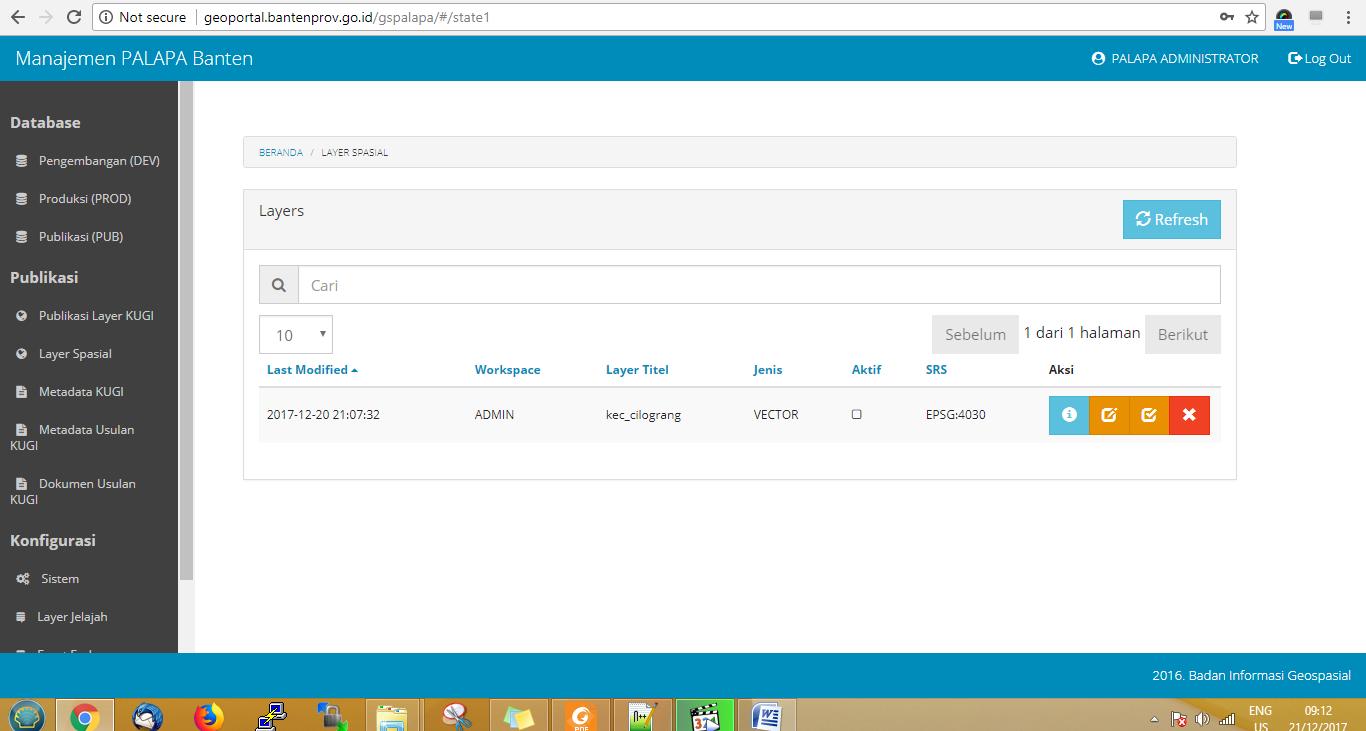 Not secure
geoportal.bantenprov.go.id/gspalapa/#/state1
New
Manajemen PALAPA Banten
PALAPA ADMINISTRATOR
Log Out
Database
Pengembangan (DEV)
Produksi (PROD)
Publikasi (PUB)
Publikasi
Publikasi Layer KUGI
Layer Spasial
Metadata KUGI
Metadata Usulan
KUGI
Dokumen Usulan
KUGI
Konfigurasi
Sistem
Layer Jelajah
BERANDA / LAYER SPASIAL
Layers
Refresh
Cari
10
Sebelum
1 dari 1 halaman
Berikut
Last Modified Workspace Layer Titel Jenis Aktif SRS Aksi
2017-12-20 21:07:32 ADMIN kec_cilograng VECTOR EPSG:4030
2016. Badan Informasi Geospasial
ENG
US
09:12
21/12/2017